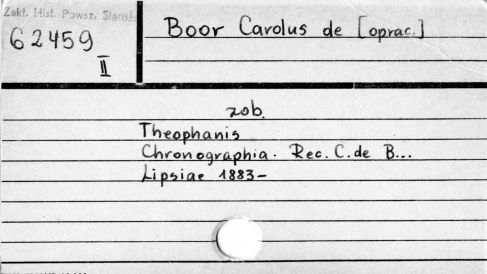 Zakł. Hist. Powsz. Staroż
62459
II
Boor Carolus de [oprac.]
zob.
Theophanis
Chronographia. Rec. C. de B...
Lipsiae 1883-